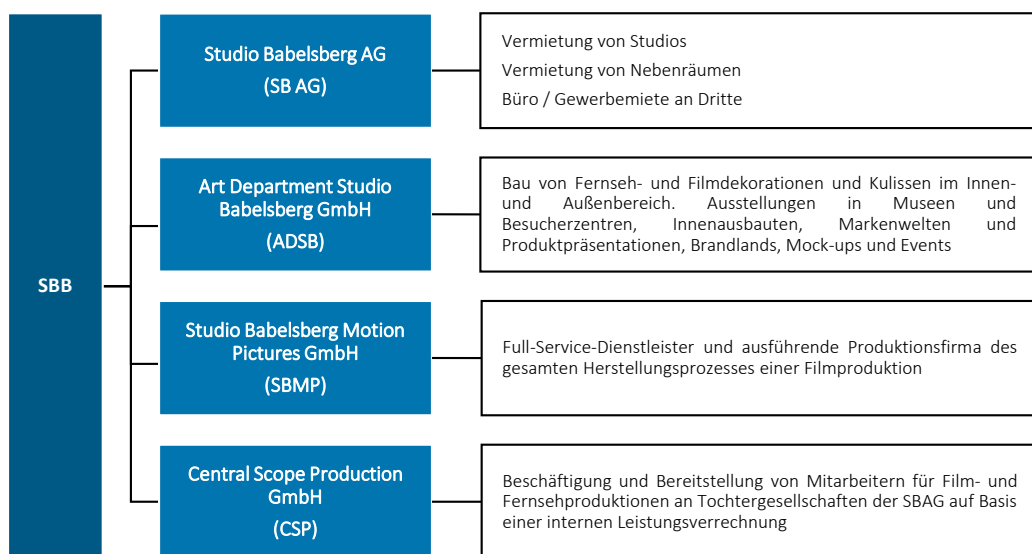 SBB
Studio Babelsberg AG
(SB AG)
Vermietung von Studios
Vermietung von Nebenräumen
Büro / Gewerbemiete an Dritte
Art Department Studio
Babelsberg GmbH
(ADSB)
Bau von Fernseh- und Filmdekorationen und Kulissen im Innen-
und Außenbereich. Ausstellungen in Museen und
Besucherzentren, Innenausbauten, Markenwelten und
Produktpräsentationen, Brandlands, Mock-ups und Events
Studio Babelsberg Motion
Pictures GmbH
(SBMP)
Full-Service-Dienstleister und ausführende Produktionsfirma des
gesamten Herstellungsprozesses einer Filmproduktion
Central Scope Production
GmbH
(CSP)
Beschäftigung und Bereitstellung von Mitarbeitern für Film- und
Fernsehproduktionen an Tochtergesellschaften der SBAG auf Basis
einer internen Leistungsverrechnung